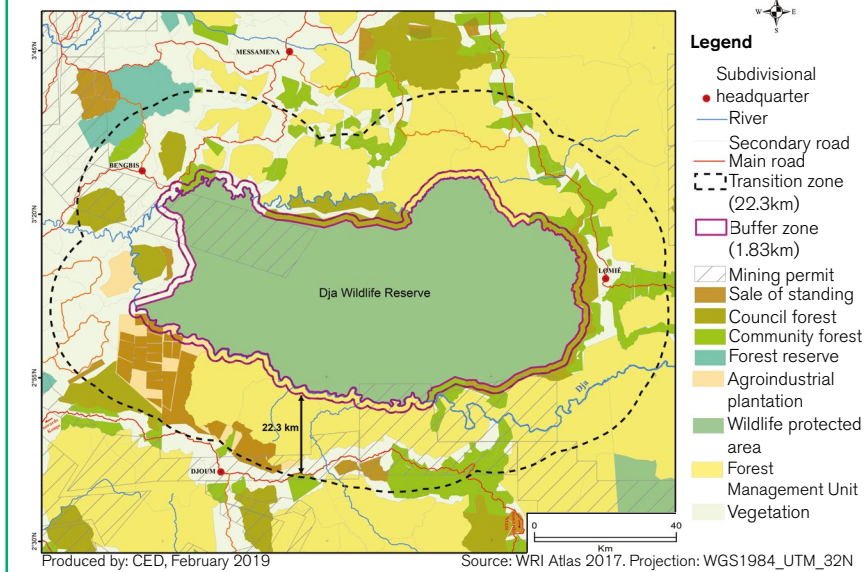 3°45'N
3°20'N
2°55'N
2°30'N
MESSAMENA
BENGBIS
LOMIÉ
Dja Wildlife Reserve
Dja
22.3 km
DJOUM
0 40
Km
W E
S
Legend
Subdivisional
headquarter
River
Secondary road
Main road
Transition zone
(22.3km)
Buffer zone
(1.83km)
Mining permit
Sale of standing
Council forest
Community forest
Forest reserve
Agroindustrial
plantation
Wildlife protected
area
Forest
Management Unit
Vegetation
Produced by: CED, February 2019
Source: WRI Atlas 2017. Projection: WGS1984_UTM_32N